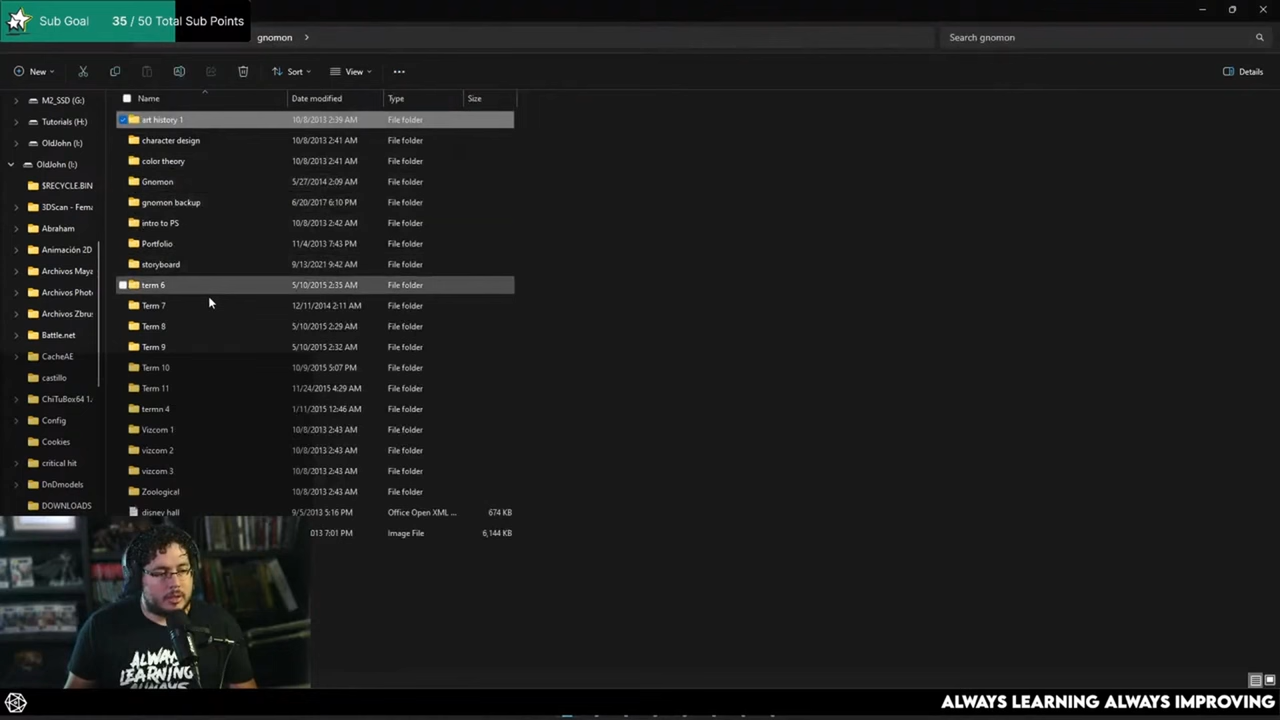 Sub Goal 35 / 50 Total Sub Points
gnomon
Search gnomon
New Sort View Details
Name Date modified Type Size
M2_SSD (G:)
Tutorials (H:)
OldJohn (I:)
OldJohn (I:)
$RECYCLE.BIN
3DScan - Fema
Abraham
Animación 2D
Archivos Maya
Archivos Photo
Archivos Zbrus
Battle.net
CacheAE
castillo
ChiTuBox64 1.
Config
Cookies
critical hit
DnDmodels
DOWNLOADS
art history 1 10/8/2013 2:39 AM File folder
character design 10/8/2013 2:41 AM File folder
color theory 10/8/2013 2:41 AM File folder
Gnomon 5/27/2014 2:09 AM File folder
gnomon backup 6/20/2017 6:10 PM File folder
intro to PS 10/8/2013 2:42 AM File folder
Portfolio 11/4/2013 7:43 PM File folder
storyboard 9/13/2021 9:42 AM File folder
term 6 5/10/2015 2:35 AM File folder
Term 7 12/11/2014 2:11 AM File folder
Term 8 5/10/2015 2:29 AM File folder
Term 9 5/10/2015 2:32 AM File folder
Term 10 10/9/2015 5:07 PM File folder
Term 11 11/24/2015 4:29 AM File folder
termn 4 1/11/2015 12:46 AM File folder
Vizcom 1 10/8/2013 2:43 AM File folder
vizcom 2 10/8/2013 2:43 AM File folder
vizcom 3 10/8/2013 2:43 AM File folder
Zoological 10/8/2013 2:43 AM File folder
disney hall 9/5/2013 5:16 PM Office Open XML ... 674 KB
013 7:01 PM Image File 6,144 KB
ALWAYS
LEARNING
ALWAYS LEARNING ALWAYS IMPROVING